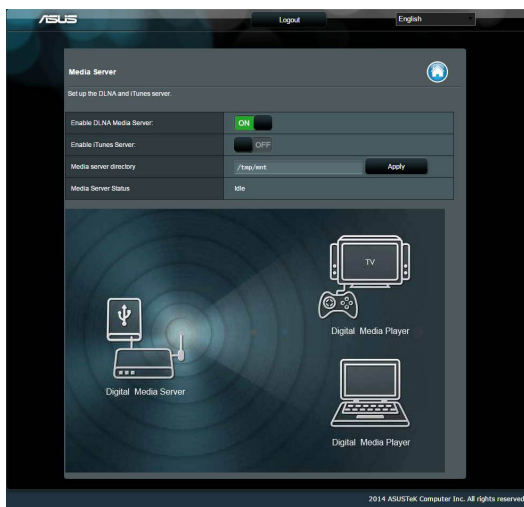 ASUS
Logout
English
Media Server
Set up the DLNA and iTunes server.
Enable DLNA Media Server:
ON
Enable iTunes Server:
OFF
Media server directory
/tmp/mnt
Apply
Media Server Status
Idle
TV
Digital Media Player
Digital Media Server
Digital Media Player
2014 ASUSTeK Computer Inc. All rights reserved